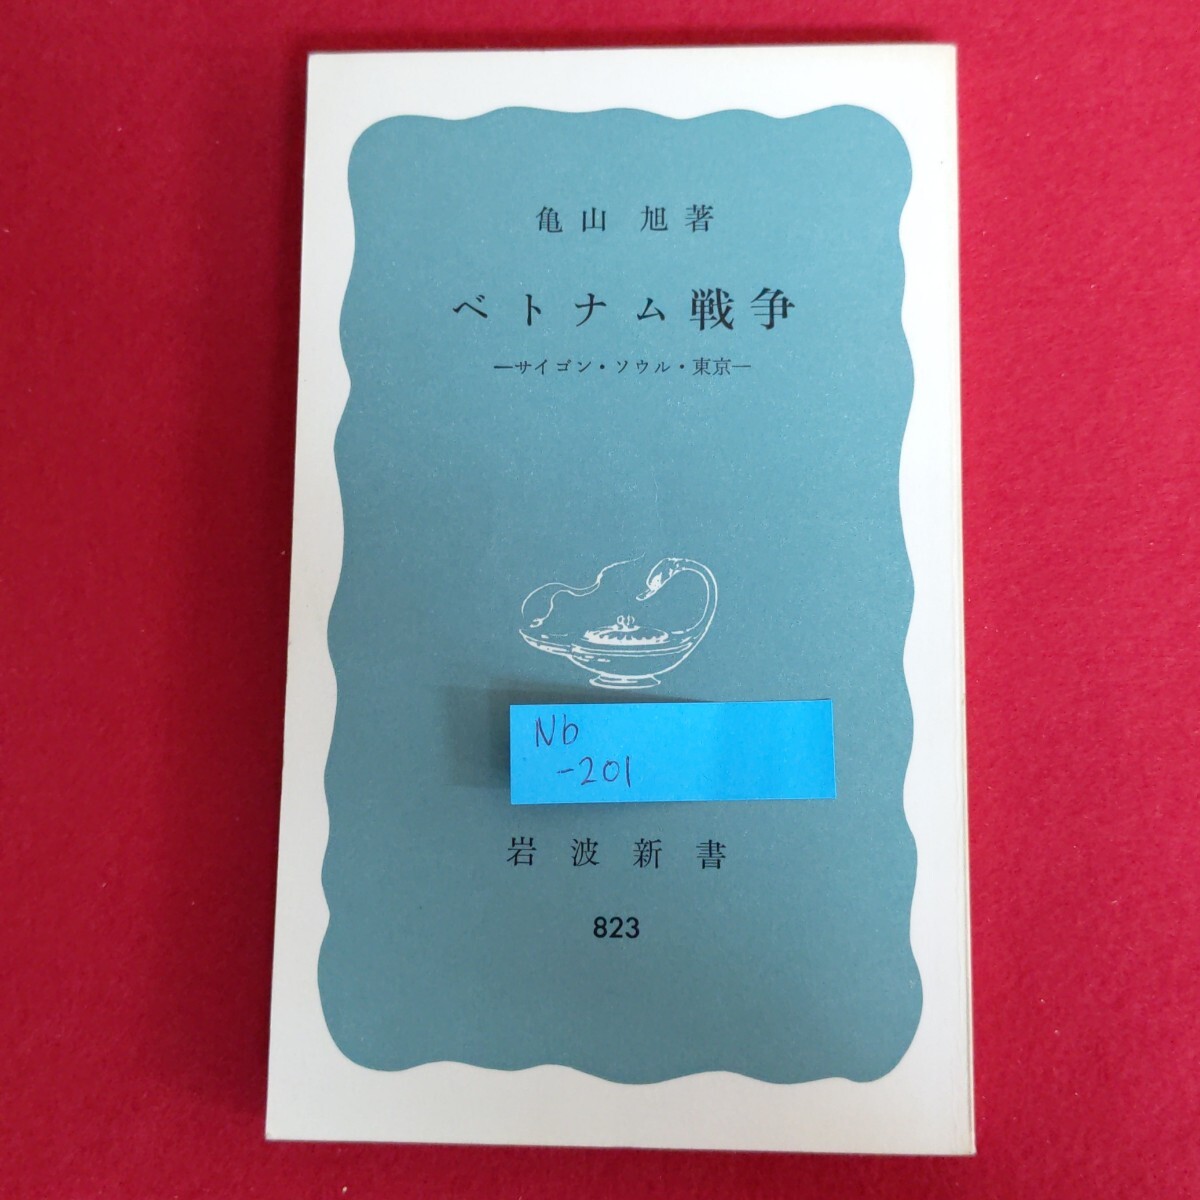 亀山 旭著
ベトナム戦争
―サイゴン・ソウル・東京―
Nb
-201
岩波新書
823